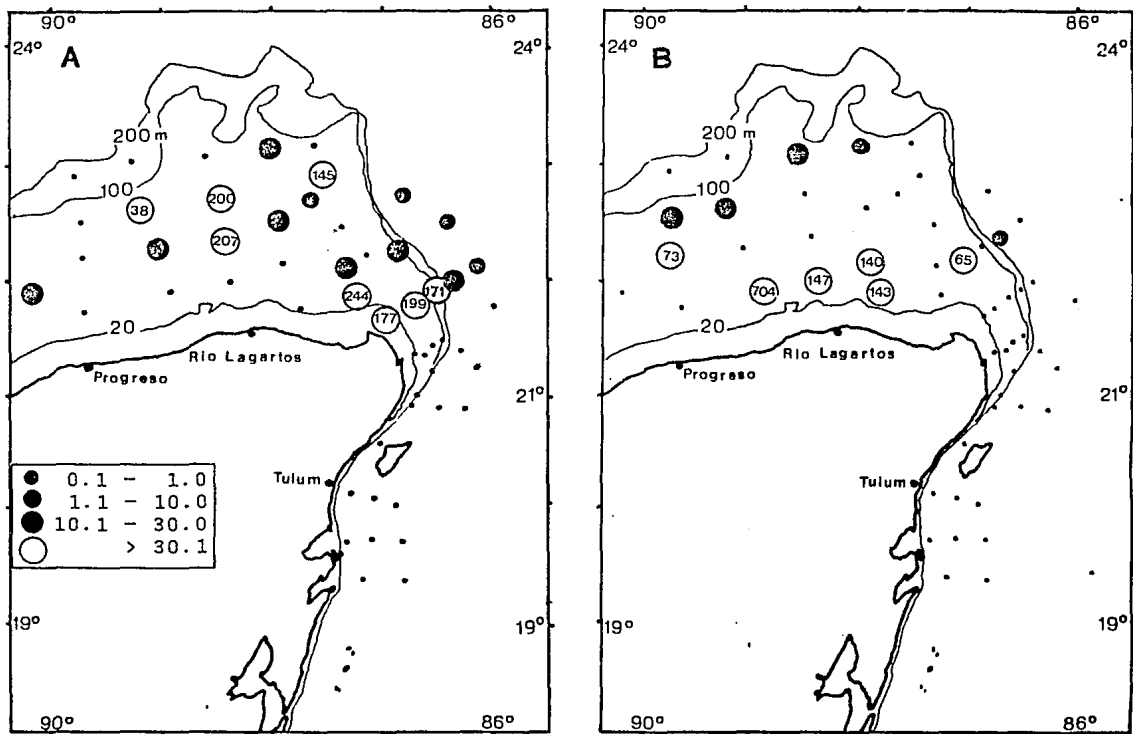 90° 86°
24° A 24°
200 m
100
145
38 200
207
244 199 171
177
20
Rio Lagartos
Progreso
21°
Tulum
0.1 - 1.0
1.1 - 10.0
10.1 - 30.0
> 30.1
19° 19°
90° 86°
90° 86°
24° B 24°
200 m
100
73 140 65
704 147 143
20
Rio Lagartos
Progreso
21°
Tulum
19° 19°
90° 86°